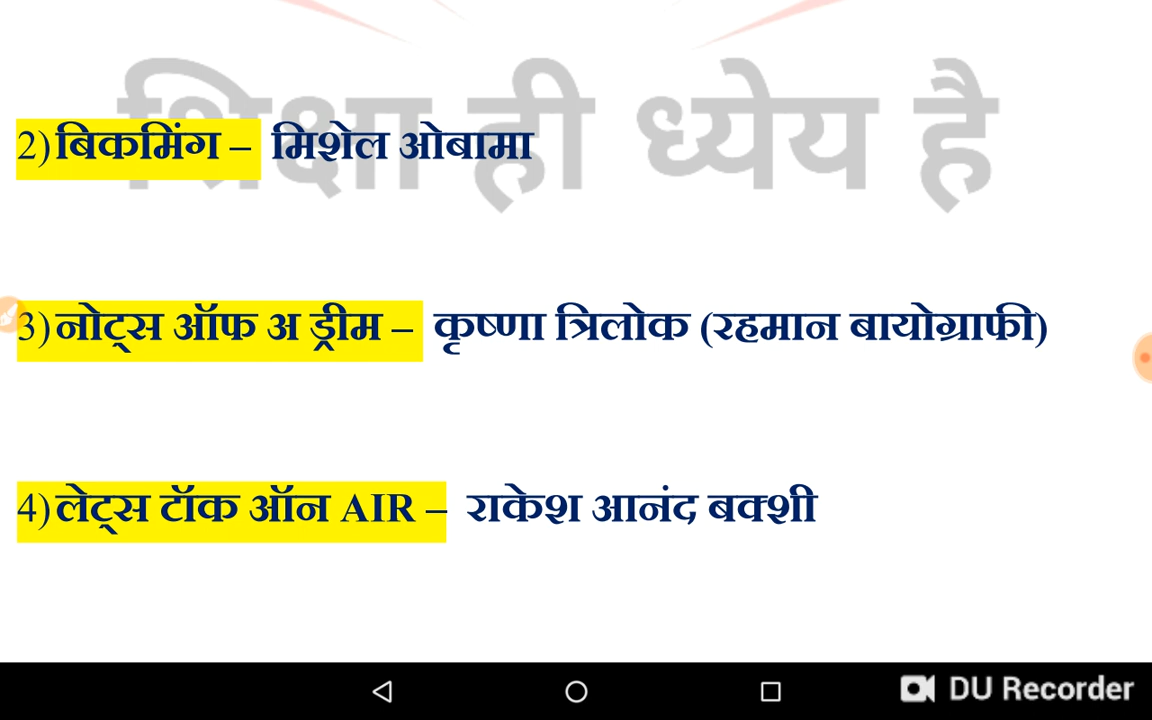 शिक्षा ही ध्येय है
2) बिकमिंग – मिशेल ओबामा
3) नोट्स ऑफ अ ड्रीम – कृष्णा त्रिलोक (रहमान बायोग्राफी)
4) लेट्स टॉक ऑन AIR – राकेश आनंद बक्शी
DU Recorder